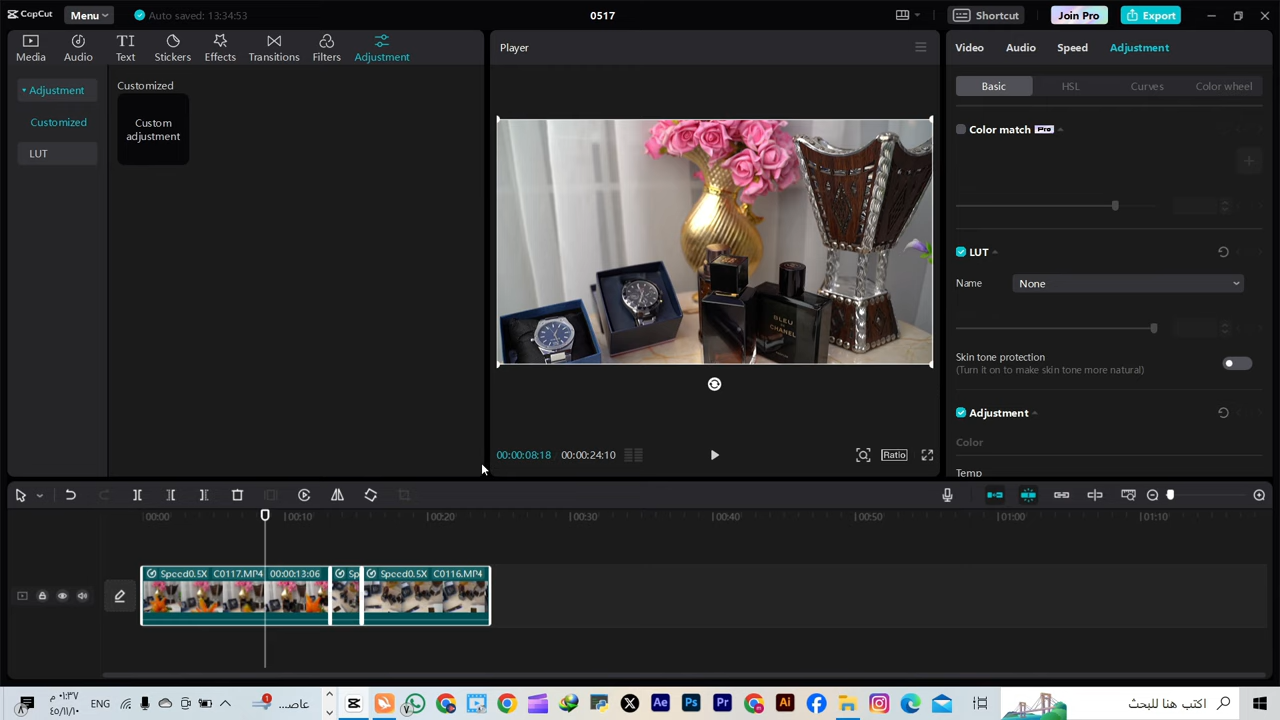 CapCut
Menu
Auto saved: 13:34:53
0517
Shortcut
Join Pro
Export
Media
Audio
Text
Stickers
Effects
Transitions
Filters
Adjustment
Adjustment
Customized
LUT
Customized
Custom
adjustment
Player
BLEU
CHANEL
00:00:08:18
00:00:24:10
Ratio
Video
Audio
Speed
Adjustment
Basic
HSL
Curves
Color wheel
Color match
Pro
LUT
Name
None
Skin tone protection
(Turn it on to make skin tone more natural)
Adjustment
Color
Temp
00:00
00:10
00:20
00:30
00:40
00:50
01:00
01:10
Speed0.5X C0117.MP4 00:00:13:06
Sp
Speed0.5X C0116.MP4
ENG
عاصف...
1
اكتب هنا للبحث